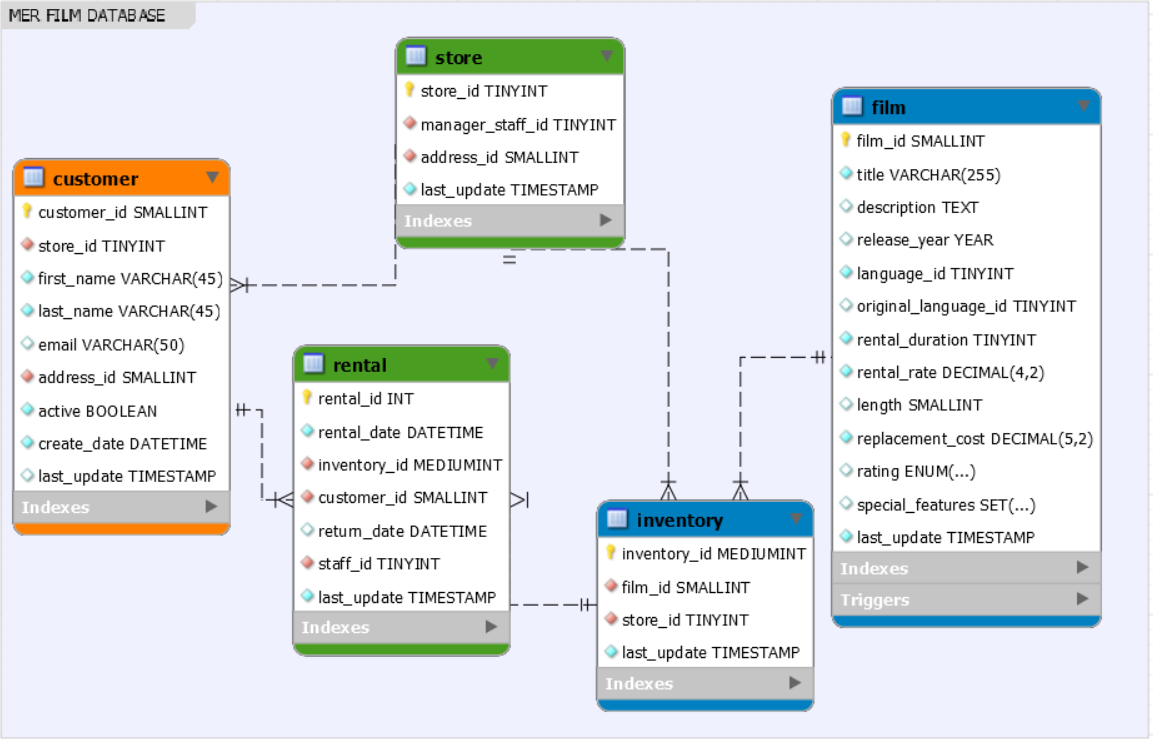 MER FILM DATABASE
store
store_id TINYINT
manager_staff_id TINYINT
address_id SMALLINT
last_update TIMESTAMP
Indexes
customer
customer_id SMALLINT
store_id TINYINT
first_name VARCHAR(45)
last_name VARCHAR(45)
email VARCHAR(50)
address_id SMALLINT
active BOOLEAN
create_date DATETIME
last_update TIMESTAMP
Indexes
rental
rental_id INT
rental_date DATETIME
inventory_id MEDIUMINT
customer_id SMALLINT
return_date DATETIME
staff_id TINYINT
last_update TIMESTAMP
Indexes
inventory
inventory_id MEDIUMINT
film_id SMALLINT
store_id TINYINT
last_update TIMESTAMP
Indexes
film
film_id SMALLINT
title VARCHAR(255)
description TEXT
release_year YEAR
language_id TINYINT
original_language_id TINYINT
rental_duration TINYINT
rental_rate DECIMAL(4,2)
length SMALLINT
replacement_cost DECIMAL(5,2)
rating ENUM(...)
special_features SET(...)
last_update TIMESTAMP
Indexes
Triggers